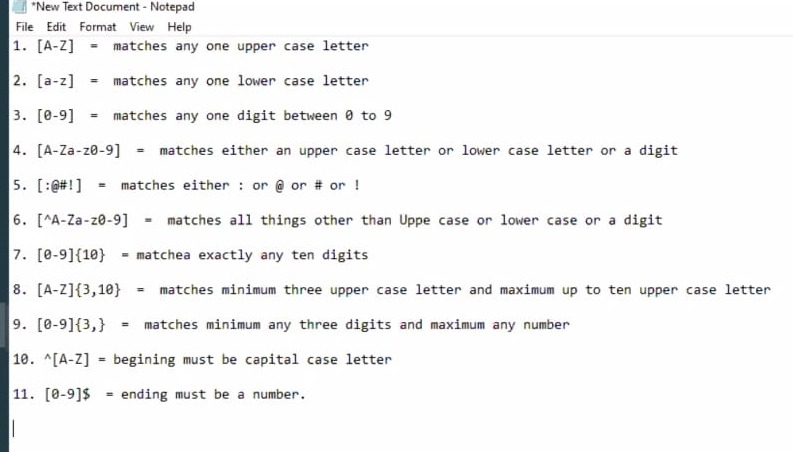 *New Text Document - Notepad
File Edit Format View Help
1. [A-Z] = matches any one upper case letter
2. [a-z] = matches any one lower case letter
3. [0-9] = matches any one digit between 0 to 9
4. [A-Za-z0-9] = matches either an upper case letter or lower case letter or a digit
5. [:@#!] = matches either : or @ or # or !
6. [^A-Za-z0-9] = matches all things other than Uppe case or lower case or a digit
7. [0-9]{10} = matchea exactly any ten digits
8. [A-Z]{3,10} = matches minimum three upper case letter and maximum up to ten upper case letter
9. [0-9]{3,} = matches minimum any three digits and maximum any number
10. ^[A-Z] = begining must be capital case letter
11. [0-9]$ = ending must be a number.